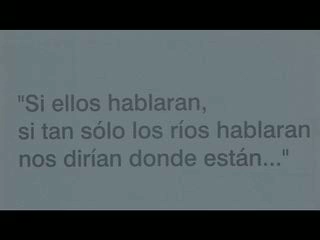 "Si ellos hablaran,
si tan sólo los ríos hablaran
nos dirían donde están..."